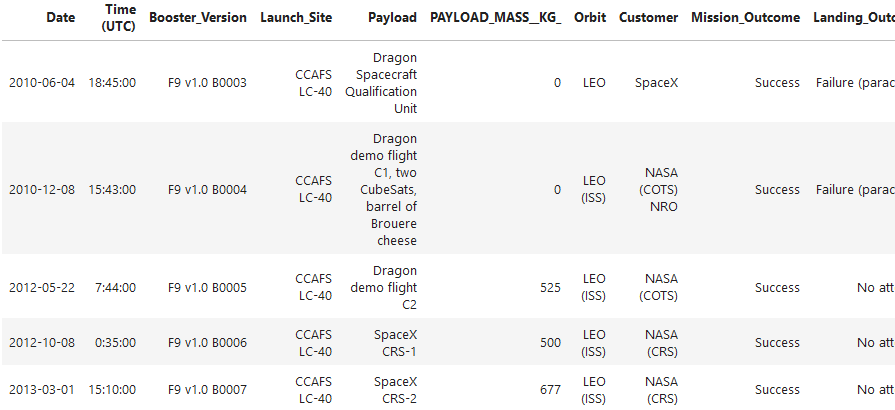 Date Time (UTC) Booster_Version Launch_Site Payload PAYLOAD_MASS__KG_ Orbit Customer Mission_Outcome Landing_Outc
2010-06-04 18:45:00 F9 v1.0 B0003 CCAFS LC-40 Dragon Spacecraft Qualification Unit 0 LEO SpaceX Success Failure (parac
2010-12-08 15:43:00 F9 v1.0 B0004 CCAFS LC-40 Dragon demo flight C1, two CubeSats, barrel of Brouere cheese 0 LEO (ISS) NASA (COTS) NRO Success Failure (parac
2012-05-22 7:44:00 F9 v1.0 B0005 CCAFS LC-40 Dragon demo flight C2 525 LEO (ISS) NASA (COTS) Success No att
2012-10-08 0:35:00 F9 v1.0 B0006 CCAFS LC-40 SpaceX CRS-1 500 LEO (ISS) NASA (CRS) Success No att
2013-03-01 15:10:00 F9 v1.0 B0007 CCAFS LC-40 SpaceX CRS-2 677 LEO (ISS) NASA (CRS) Success No att